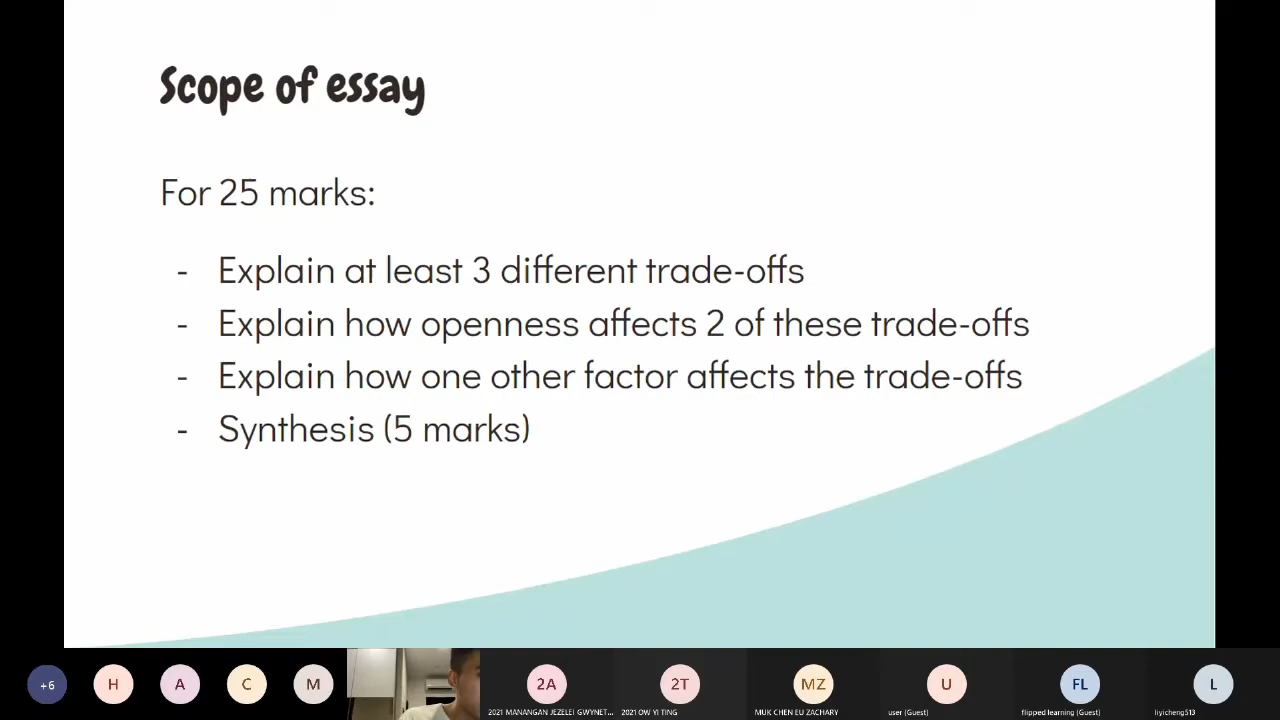 Scope of essay
For 25 marks:
- Explain at least 3 different trade-offs
- Explain how openness affects 2 of these trade-offs
- Explain how one other factor affects the trade-offs
- Synthesis (5 marks)
+6
H
A
C
M
2A
2T
MZ
U
FL
L
2021 MANANGAN JEZELEI GWYNET...
2021 OW YI TING
MUK CHEN EU ZACHARY
user (Guest)
flipped learning (Guest)
liyicheng513